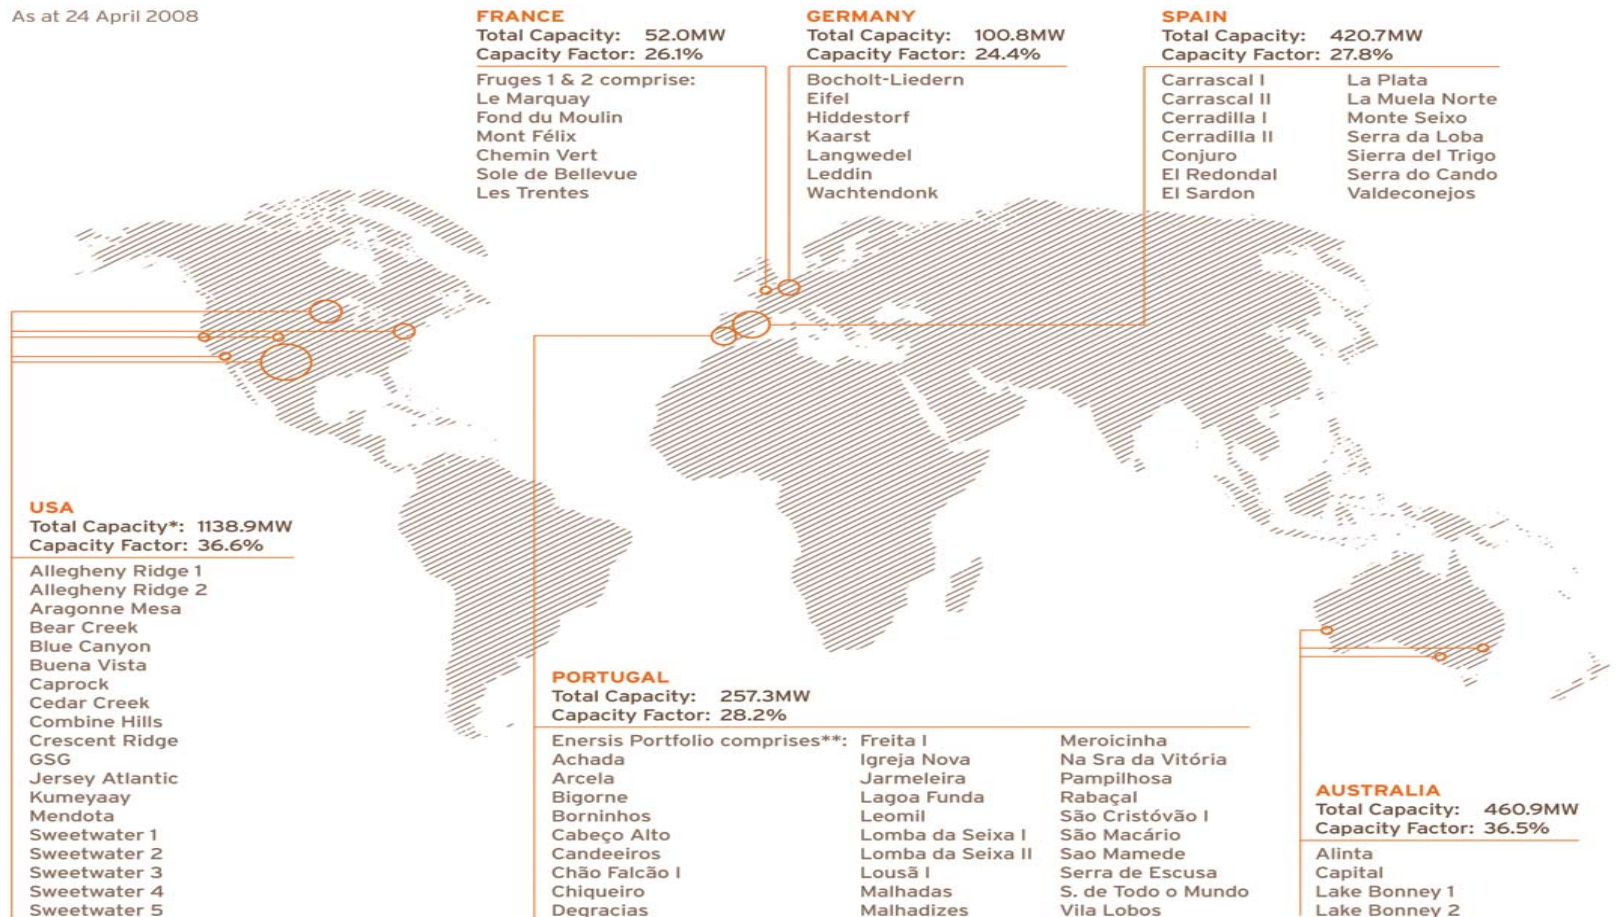 As at 24 April 2008
FRANCE
Total Capacity: 52.0MW
Capacity Factor: 26.1%
Fruges 1 & 2 comprise:
Le Marquay
Fond du Moulin
Mont Félix
Chemin Vert
Sole de Bellevue
Les Trentes
GERMANY
Total Capacity: 100.8MW
Capacity Factor: 24.4%
Bocholt-Liedern
Eifel
Hiddestorf
Kaarst
Langwedel
Leddin
Wachtendonk
SPAIN
Total Capacity: 420.7MW
Capacity Factor: 27.8%
Carrascal I
Carrascal II
Cerradilla I
Cerradilla II
Conjuro
El Redondal
El Sardon
La Plata
La Muela Norte
Monte Seixo
Serra da Loba
Sierra del Trigo
Serra do Cando
Valdeconejos
USA
Total Capacity*: 1138.9MW
Capacity Factor: 36.6%
Allegheny Ridge 1
Allegheny Ridge 2
Aragonne Mesa
Bear Creek
Blue Canyon
Buena Vista
Caprock
Cedar Creek
Combine Hills
Crescent Ridge
GSG
Jersey Atlantic
Kumeyaay
Mendota
Sweetwater 1
Sweetwater 2
Sweetwater 3
Sweetwater 4
Sweetwater 5
PORTUGAL
Total Capacity: 257.3MW
Capacity Factor: 28.2%
Enersis Portfolio comprises**:
Achada
Arcela
Bigorne
Borninhos
Cabeço Alto
Candeeiros
Chão Falcão I
Chiqueiro
Degracias
Freita I
Igreja Nova
Jarmeleira
Lagoa Funda
Leomil
Lomba da Seixa I
Lomba da Seixa II
Lousã I
Malhadas
Malhadizes
Meroicinha
Na Sra da Vitória
Pampilhosa
Rabaçal
São Cristóvão I
São Macário
Sao Mamede
Serra de Escusa
S. de Todo o Mundo
Vila Lobos
AUSTRALIA
Total Capacity: 460.9MW
Capacity Factor: 36.5%
Alinta
Capital
Lake Bonney 1
Lake Bonney 2